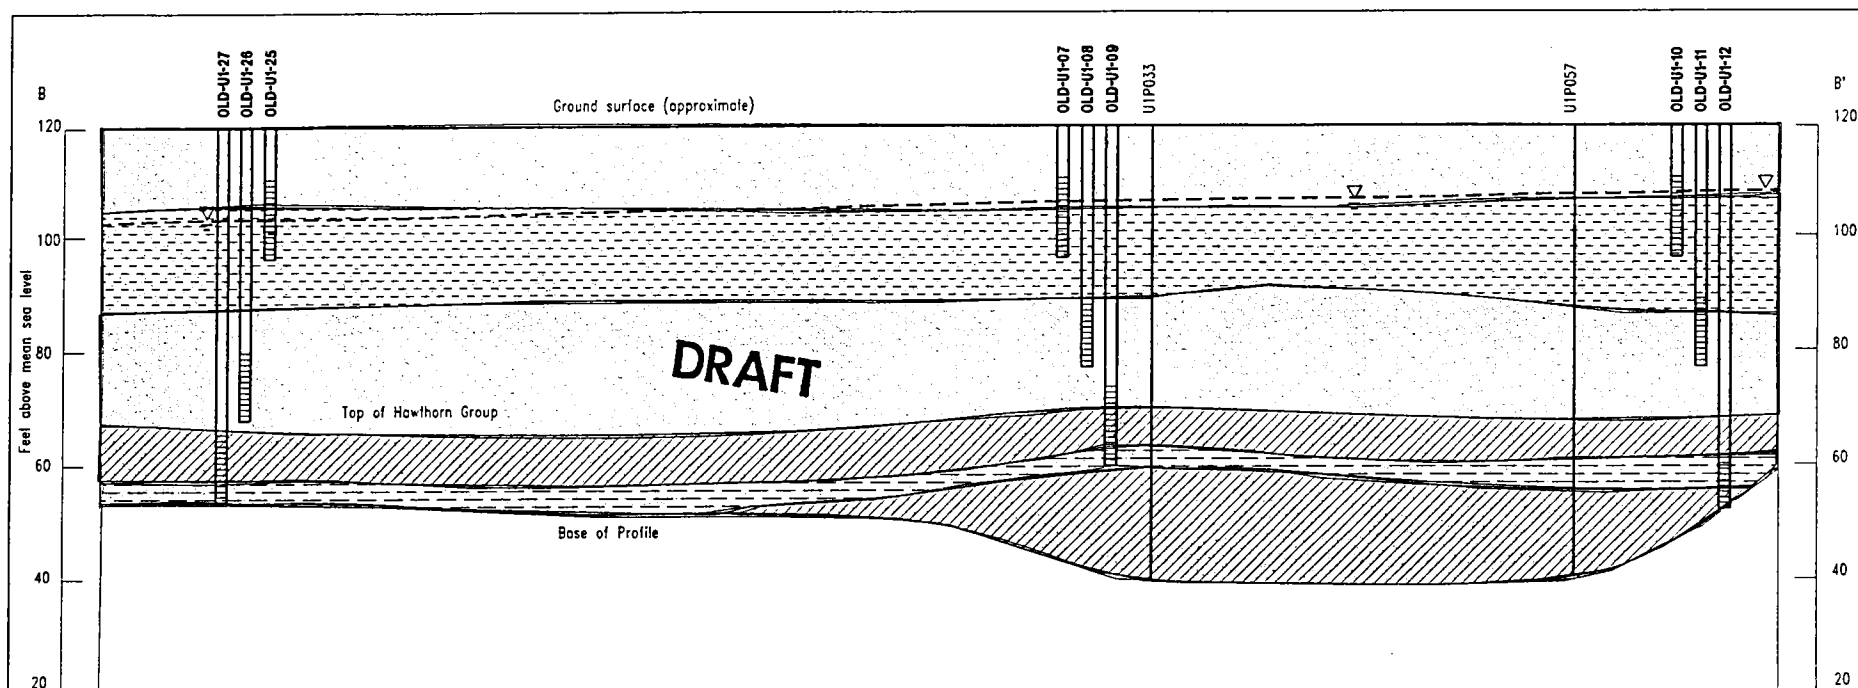 B
OLD-U1-27
OLD-U1-26
OLD-U1-25
Ground surface (approximate)
OLD-U1-07
OLD-U1-08
OLD-U1-09
U1P033
U1P057
OLD-U1-10
OLD-U1-11
OLD-U1-12
B'
120
120
100
100
80
80
Feet above mean sea level
DRAFT
Top of Hawthorn Group
60
60
Base of Profile
40
40
20
20